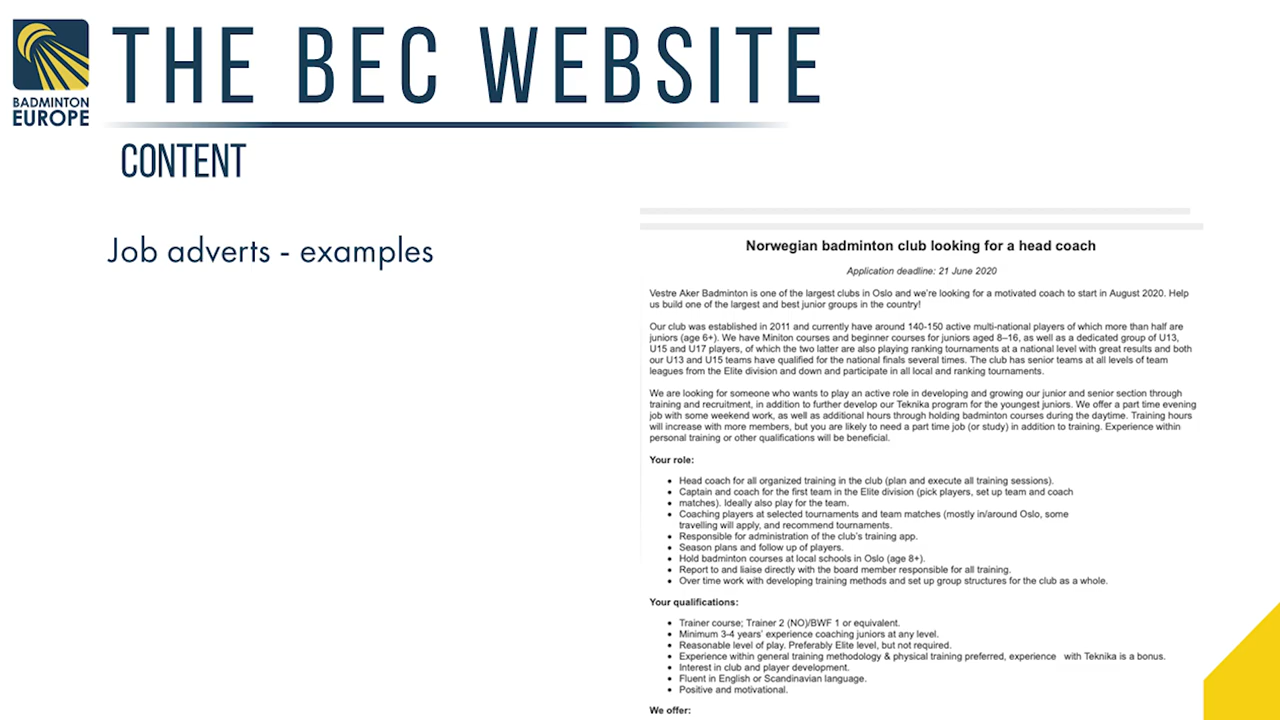 THE BEC WEBSITE
BADMINTON
EUROPE
CONTENT
Job adverts - examples
Norwegian badminton club looking for a head coach
Application deadline: 21 June 2020
Vestre Aker Badminton is one of the largest clubs in Oslo and we're looking for a motivated coach to start in August 2020. Help
us build one of the largest and best junior groups in the country!
Our club was established in 2011 and currently have around 140-150 active multi-national players of which more than half are
juniors (age 6+). We have Miniton courses and beginner courses for juniors aged 8–16, as well as a dedicated group of U13,
U15 and U17 players, of which the two latter are also playing ranking tournaments at a national level with great results and both
our U13 and U15 teams have qualified for the national finals several times. The club has senior teams at all levels of team
leagues from the Elite division and down and participate in all local and ranking tournaments.
We are looking for someone who wants to play an active role in developing and growing our junior and senior section through
training and recruitment, in addition to further develop our Teknika program for the youngest juniors. We offer a part time evening
job with some weekend work, as well as additional hours through holding badminton courses during the daytime. Training hours
will increase with more members, but you are likely to need a part time job (or study) in addition to training. Experience within
personal training or other qualifications will be beneficial.
Your role:
• Head coach for all organized training in the club (plan and execute all training sessions).
• Captain and coach for the first team in the Elite division (pick players, set up team and coach
• matches). Ideally also play for the team.
• Coaching players at selected tournaments and team matches (mostly in/around Oslo, some
travelling will apply, and recommend tournaments.
• Responsible for administration of the club's training app.
• Season plans and follow up of players.
• Hold badminton courses at local schools in Oslo (age 8+).
• Report to and liaise directly with the board member responsible for all training.
• Over time work with developing training methods and set up group structures for the club as a whole.
Your qualifications:
• Trainer course; Trainer 2 (NO)/BWF 1 or equivalent.
• Minimum 3-4 years' experience coaching juniors at any level.
• Reasonable level of play. Preferably Elite level, but not required.
• Experience within general training methodology & physical training preferred, experience with Teknika is a bonus.
• Interest in club and player development.
• Fluent in English or Scandinavian language.
• Positive and motivational.
We offer: